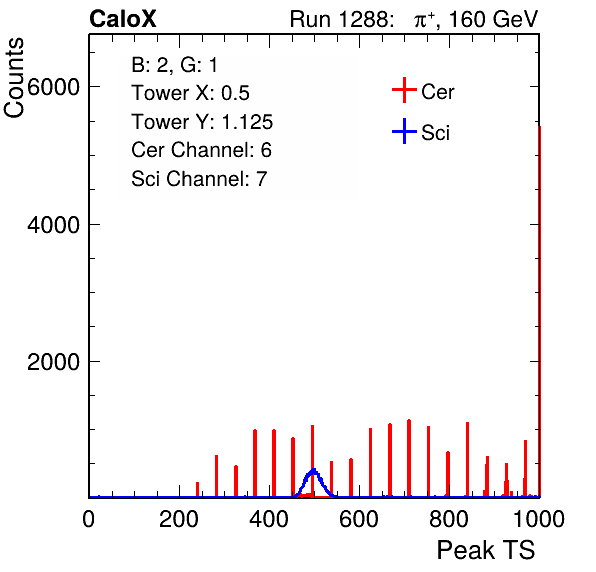 CaloX Run 1288: π⁺, 160 GeV
Counts
B: 2, G: 1
Tower X: 0.5
Tower Y: 1.125
Cer Channel: 6
Sci Channel: 7
Cer
Sci
6000
4000
2000
0 200 400 600 800 1000
Peak TS